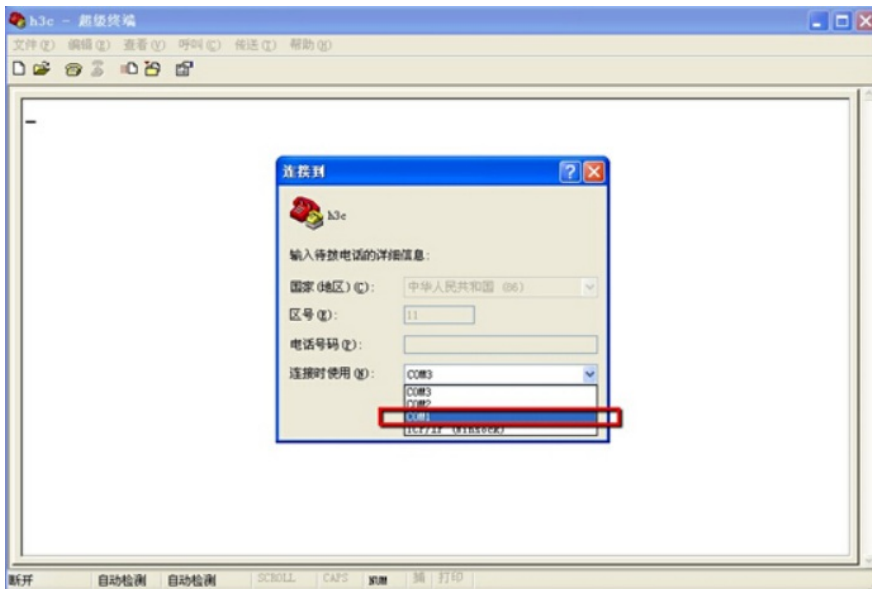 h3c - 超级终端
文件(F) 编辑(E) 查看(V) 呼叫(C) 传送(T) 帮助(H)
连接到
h3c
输入待拨电话的详细信息:
国家(地区)(C): 中华人民共和国 (86)
区号(E): 11
电话号码(P):
连接时使用(N): COM3
COM3
COM2
COM1
TCP/IP (Winsock)
断开 自动检测 自动检测 SCROLL CAPS NUM 捕 打印